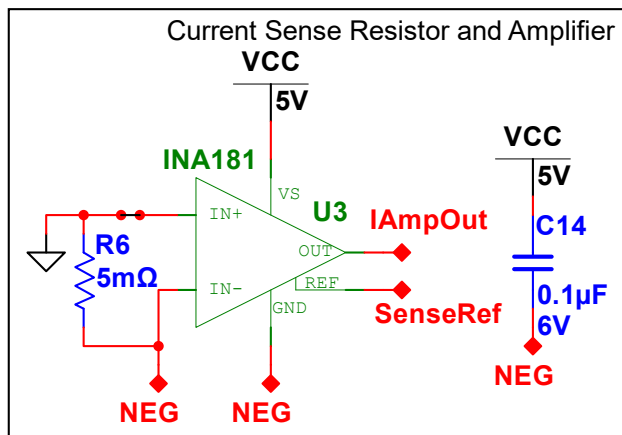 Current Sense Resistor and Amplifier
VCC
5V
INA181
VS
U3
IN+
OUT
IAmpOut
R6
5mΩ
IN-
REF
GND
SenseRef
NEG
NEG
VCC
5V
C14
0.1µF
6V
NEG